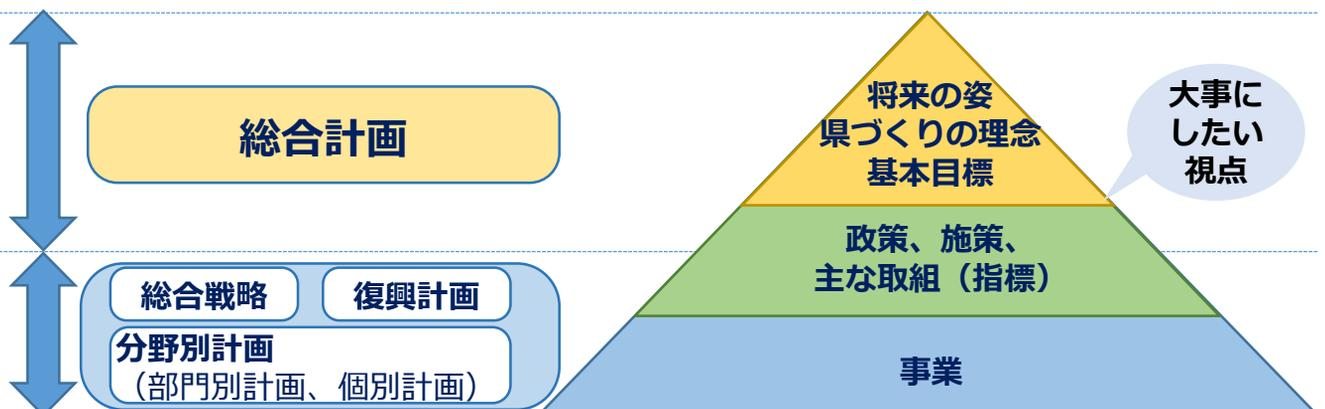 総合計画
将来の姿
県づくりの理念
基本目標
大事に
したい
視点
政策、施策、
主な取組（指標）
総合戦略
復興計画
分野別計画
（部門別計画、個別計画）
事業